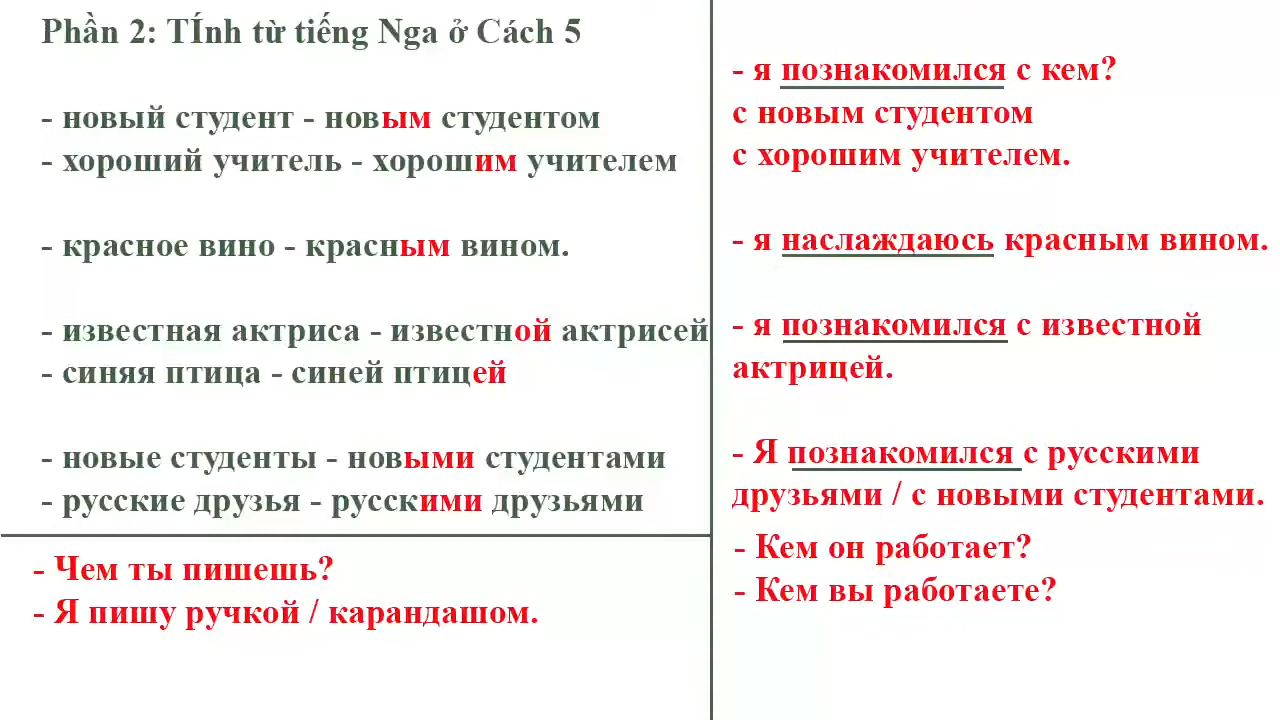 Phần 2: TÍnh từ tiếng Nga ở Cách 5
- новый студент - новым студентом
- хороший учитель - хорошим учителем
- красное вино - красным вином.
- известная актриса - известной актрисей
- синяя птица - синей птицей
- новые студенты - новыми студентами
- русские друзья - русскими друзьями
- Чем ты пишешь?
- Я пишу ручкой / карандашом.
- я познакомился с кем?
с новым студентом
с хорошим учителем.
- я наслаждаюсь красным вином.
- я познакомился с известной
актрицей.
- Я познакомился с русскими
друзьями / с новыми студентами.
- Кем он работает?
- Кем вы работаете?